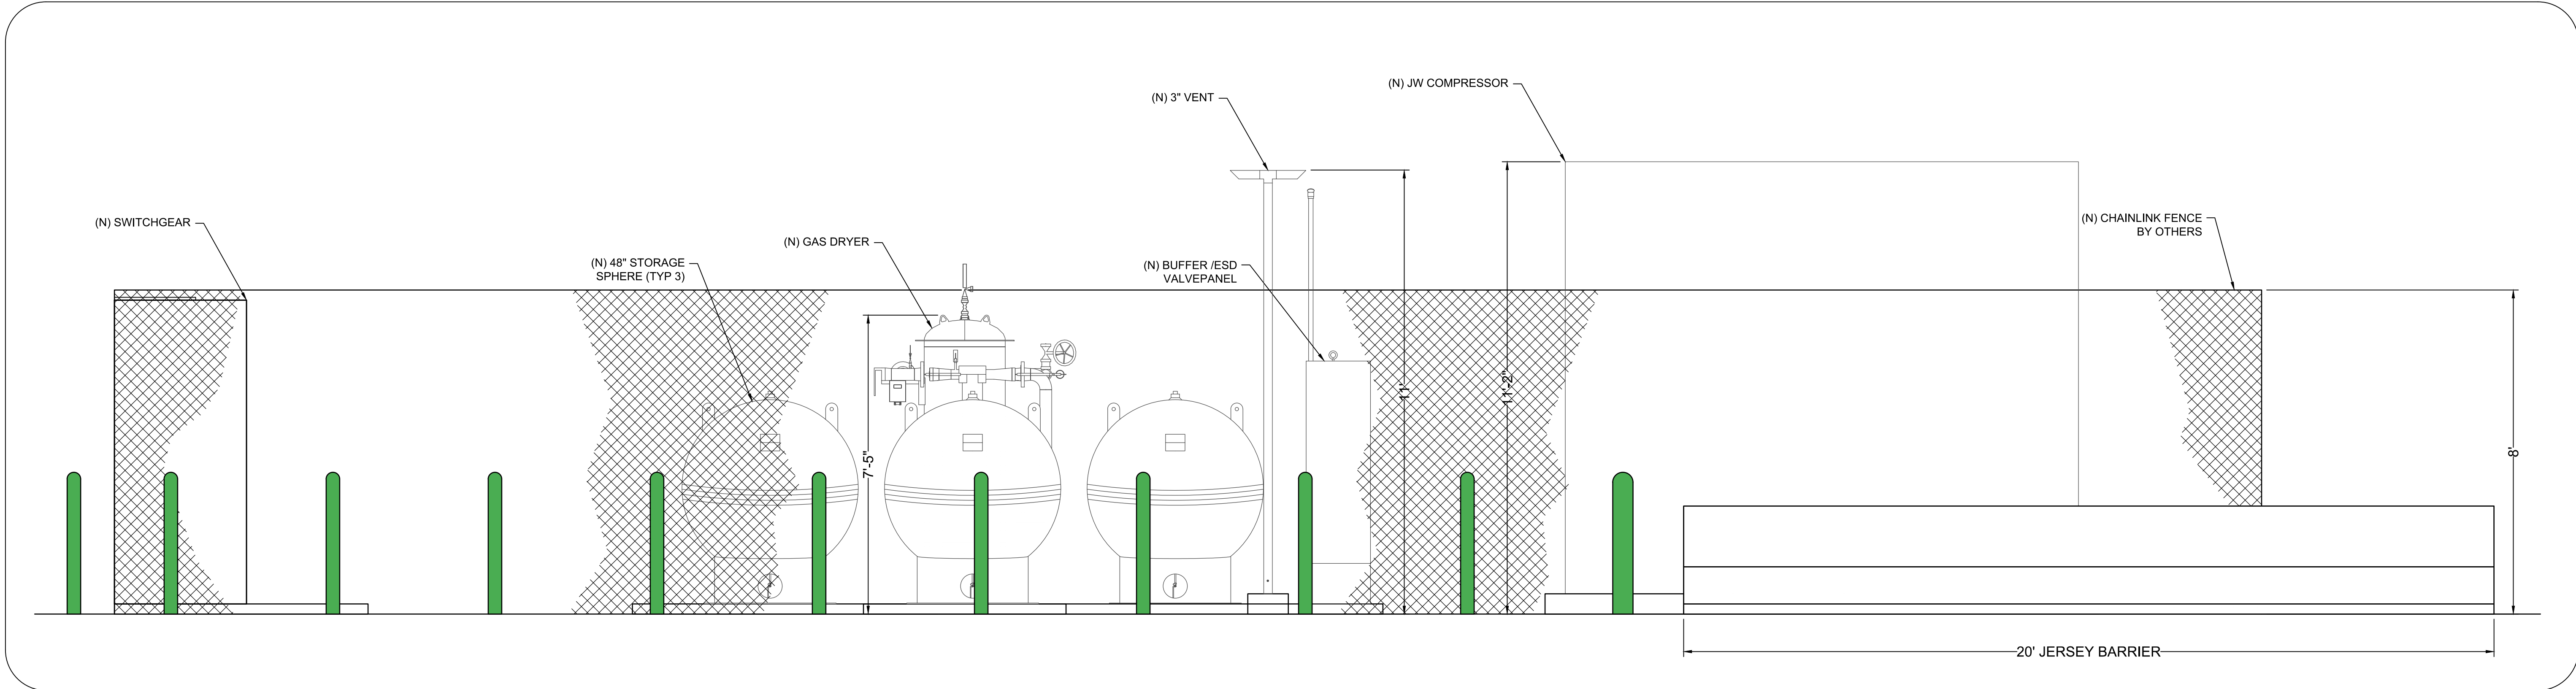 (N) SWITCHGEAR
(N) 48" STORAGE
SPHERE (TYP 3)
(N) GAS DRYER
7'-5"
(N) 3" VENT
(N) BUFFER /ESD
VALVEPANEL
11'
(N) JW COMPRESSOR
11'-2"
(N) CHAINLINK FENCE
BY OTHERS
8'
20' JERSEY BARRIER